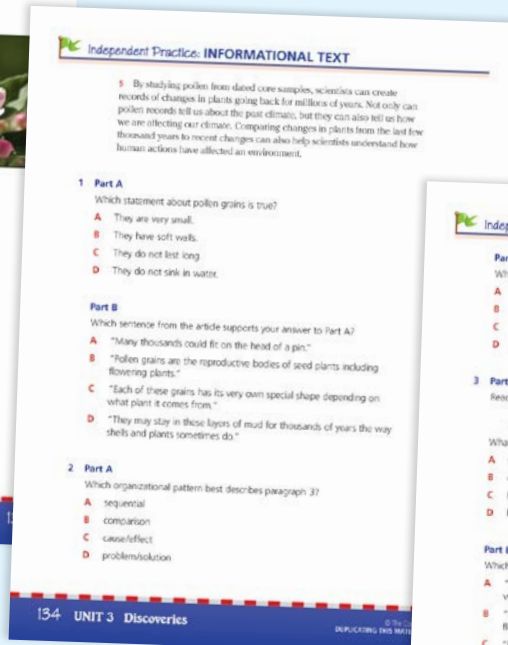 Independent Practice: INFORMATIONAL TEXT
5 By studying pollen from dated core samples, scientists can create
records of changes in plants going back for millions of years. Not only can
pollen records tell us about the past climate, but they can also tell us how
we are affecting our climate. Comparing changes in plants from the last few
thousand years to recent changes can also help scientists understand how
human actions have affected an environment.
1 Part A
Which statement about pollen grains is true?
A They are very small.
B They have soft walls.
C They do not last long.
D They do not sink in water.
Part B
Which sentence from the article supports your answer to Part A?
A "Many thousands could fit on the head of a pin."
B "Pollen grains are the reproductive bodies of seed plants including
flowering plants."
C "Each of these grains has its very own special shape depending on
what plant it comes from."
D "They may stay in these layers of mud for thousands of years the way
shells and plants sometimes do."
2 Part A
Which organizational pattern best describes paragraph 3?
A sequential
B comparison
C cause/effect
D problem/solution
134 UNIT 3 Discoveries
© The
DUPLICATING THIS
A
B
C
D
3 Part
A
B
C
D
Part
A
B
C